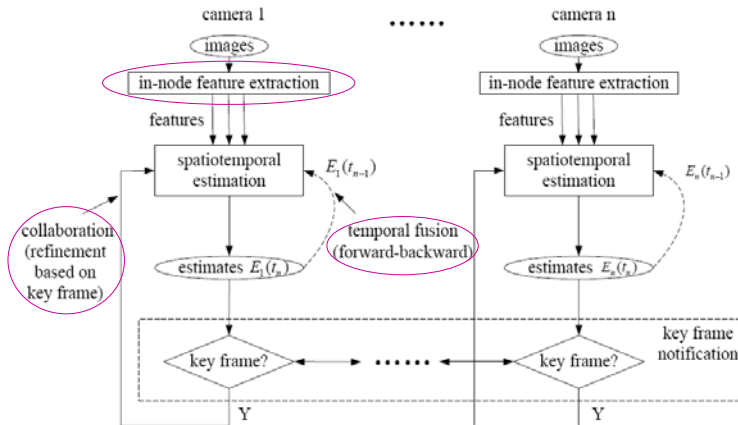 camera 1
camera n
images
images
in-node feature extraction
in-node feature extraction
features
features
spatiotemporal
estimation
spatiotemporal
estimation
E₁(tₙ₋₁)
Eₙ(tₙ₋₁)
collaboration
(refinement
based on
key frame)
temporal fusion
(forward-backward)
estimates E₁(tₙ)
estimates Eₙ(tₙ)
key frame
notification
key frame?
key frame?
Y
Y